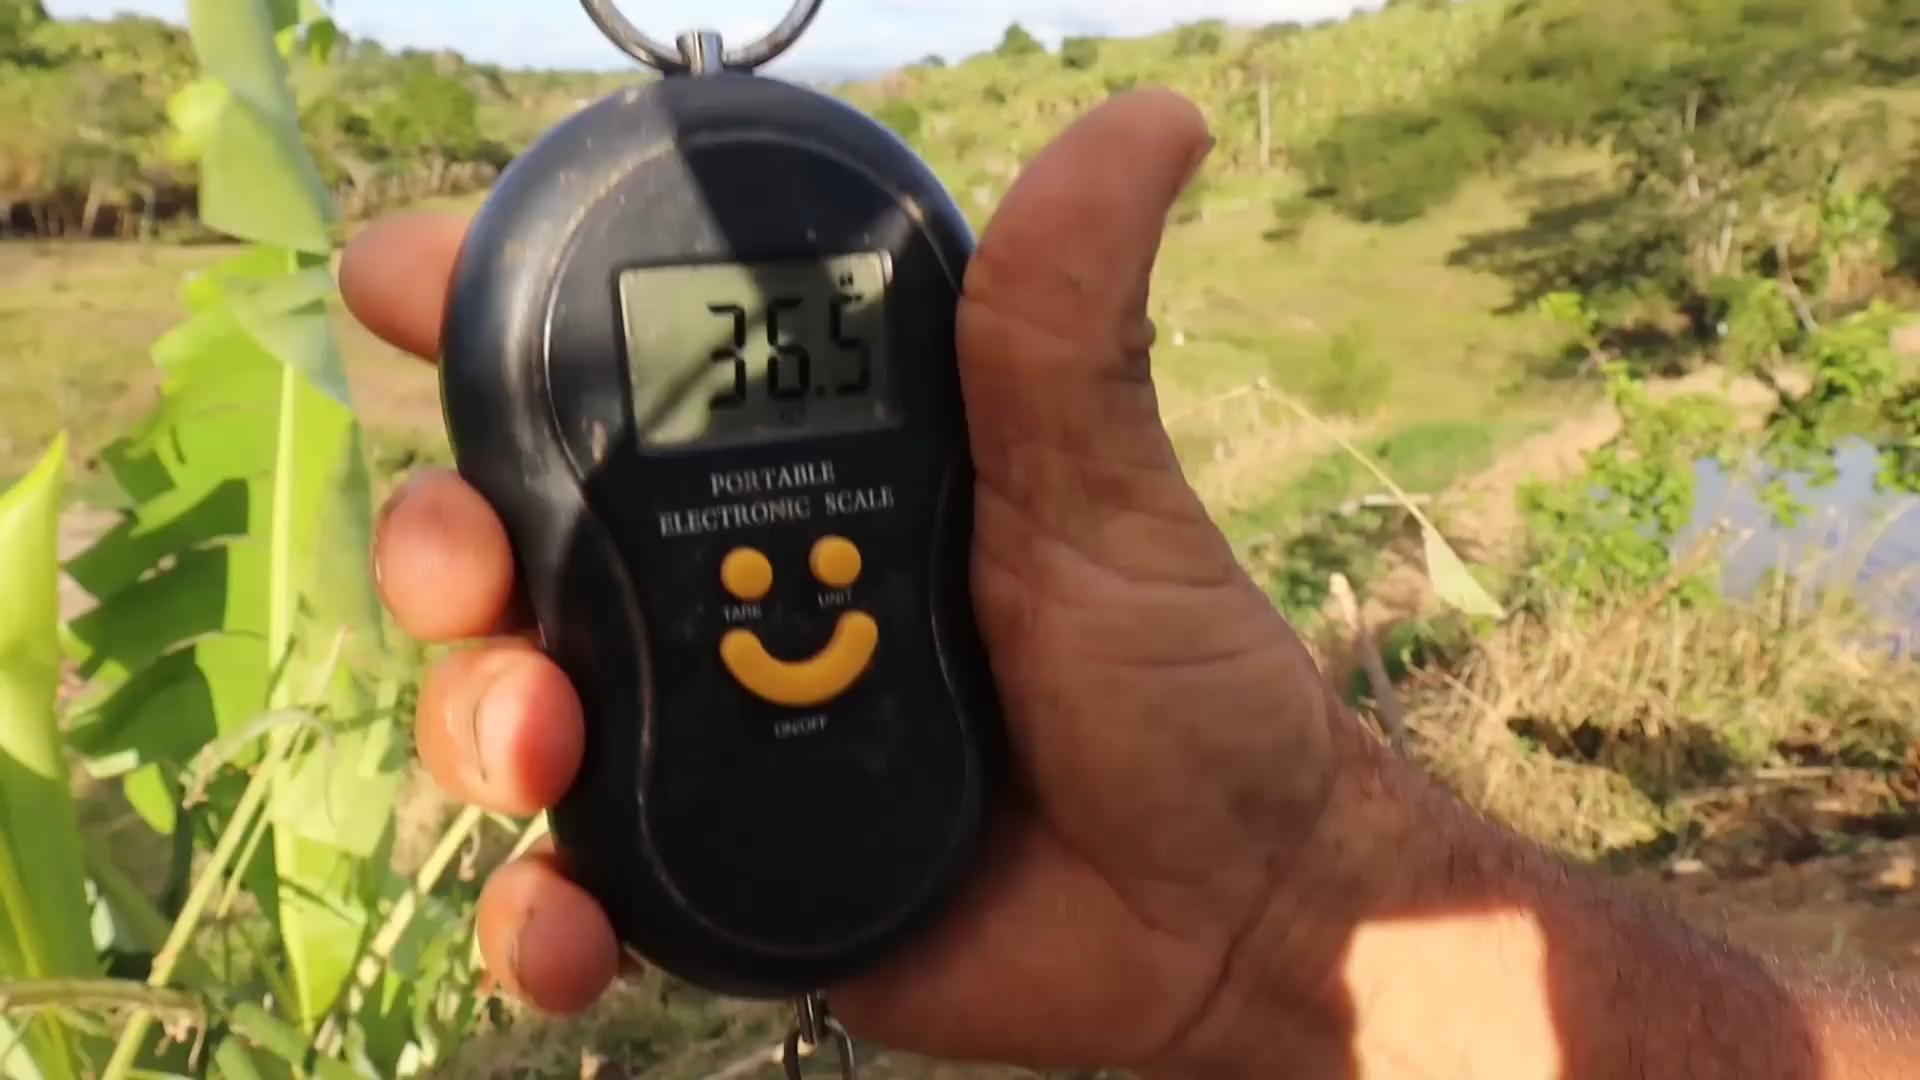 36.5
PORTABLE
ELECTRONIC SCALE
TARE UNIT
ON/OFF